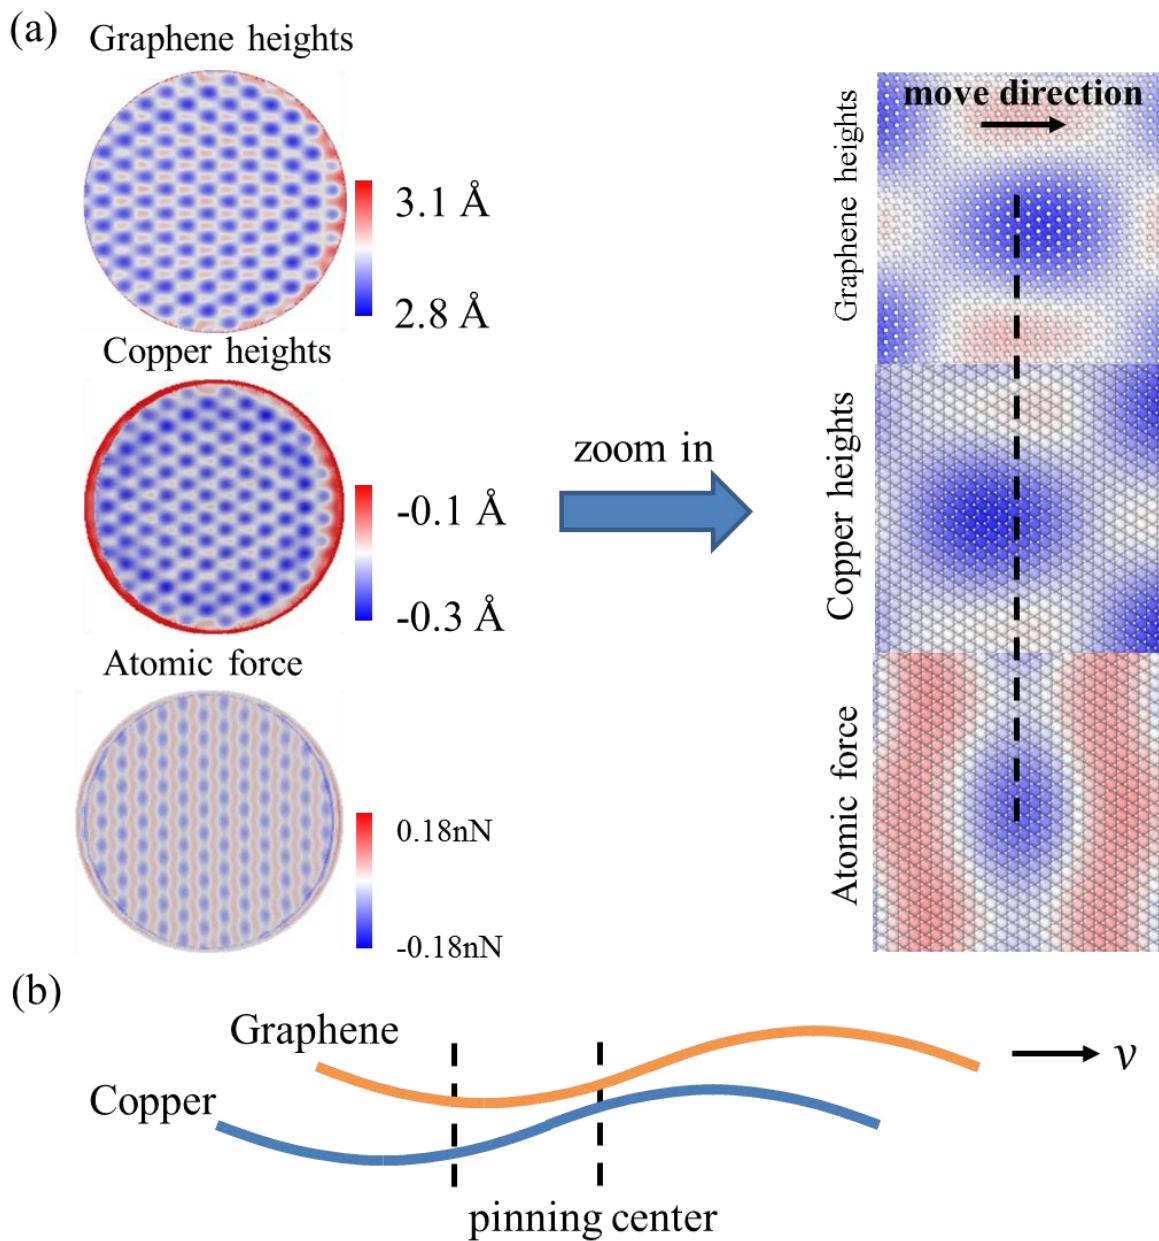 (a)
Graphene heights
3.1 Å
2.8 Å
Copper heights
-0.1 Å
-0.3 Å
Atomic force
0.18nN
-0.18nN
zoom in
move direction
Graphene heights
Copper heights
Atomic force
(b)
Graphene
Copper
ν
pinning center